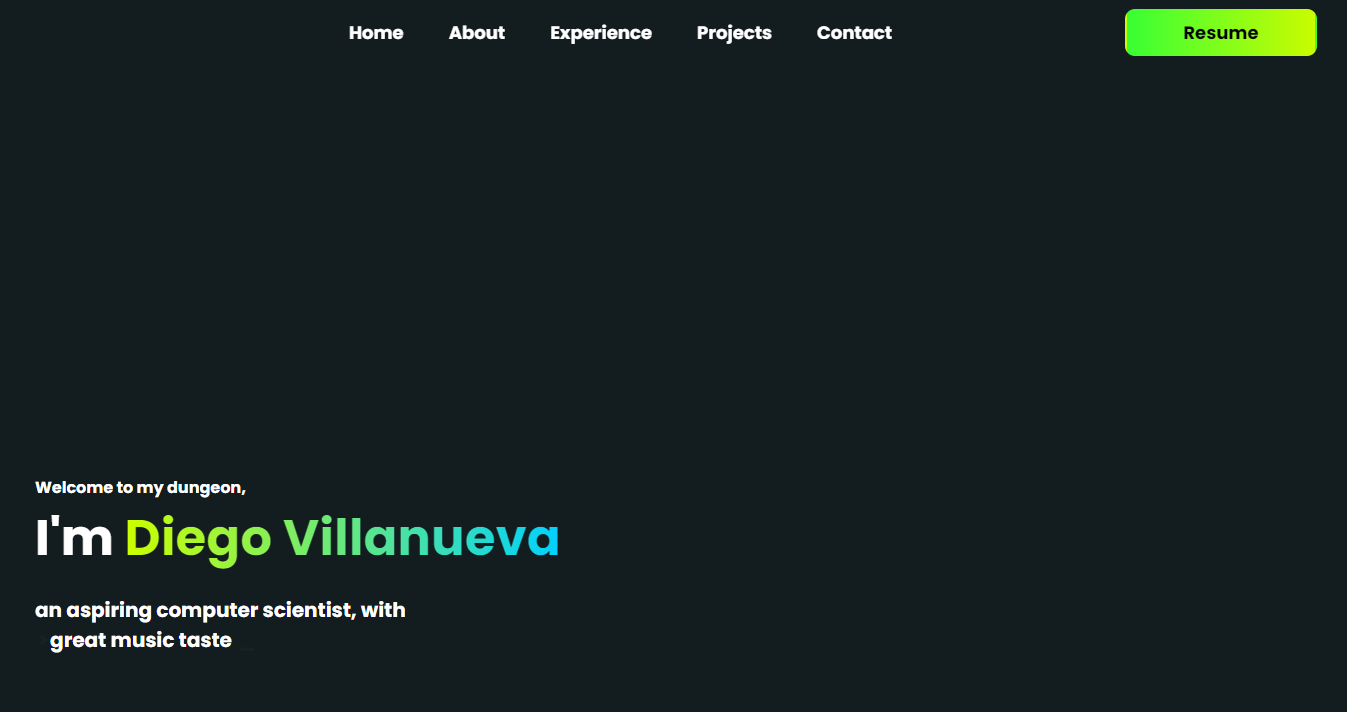 Home About Experience Projects Contact Resume
Welcome to my dungeon,
I'm Diego Villanueva
an aspiring computer scientist, with
great music taste